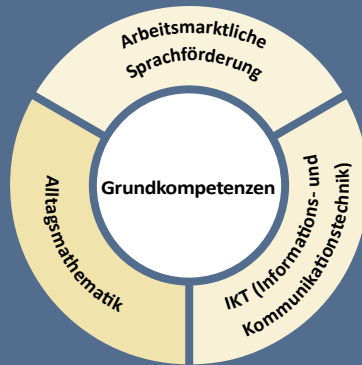 Arbeitsmarktliche
Sprachförderung
Grundkompetenzen
Alltagsmathematik
IKT (Informations- und
Kommunikationstechnik)